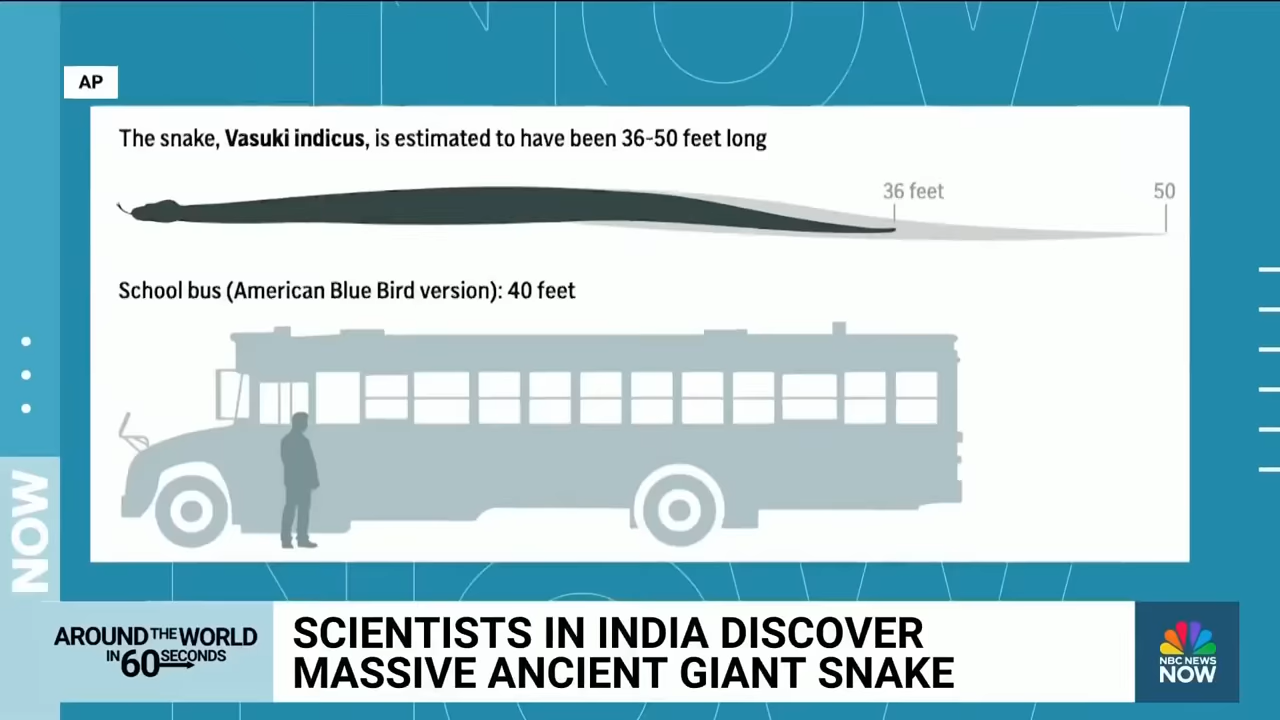 AP
The snake, Vasuki indicus, is estimated to have been 36-50 feet long
36 feet
50
School bus (American Blue Bird version): 40 feet
NOW
AROUND THE WORLD
IN 60 SECONDS
SCIENTISTS IN INDIA DISCOVER
MASSIVE ANCIENT GIANT SNAKE
NBC NEWS
NOW